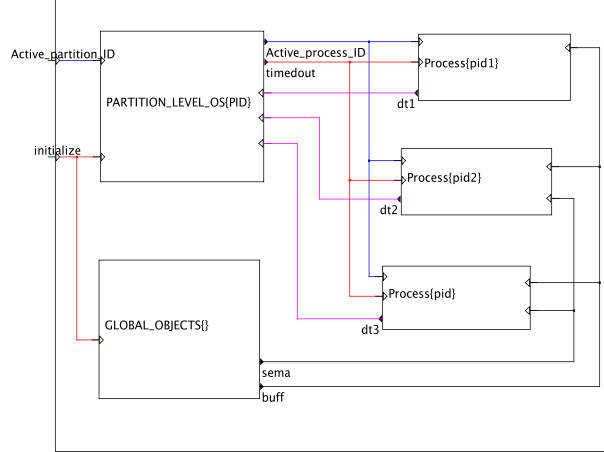 Active_partition_ID
Active_process_ID
Process{pid1}
timedout
PARTITION_LEVEL_OS{PID}
dt1
initialize
Process{pid2}
dt2
Process{pid}
GLOBAL_OBJECTS{}
dt3
sema
buff